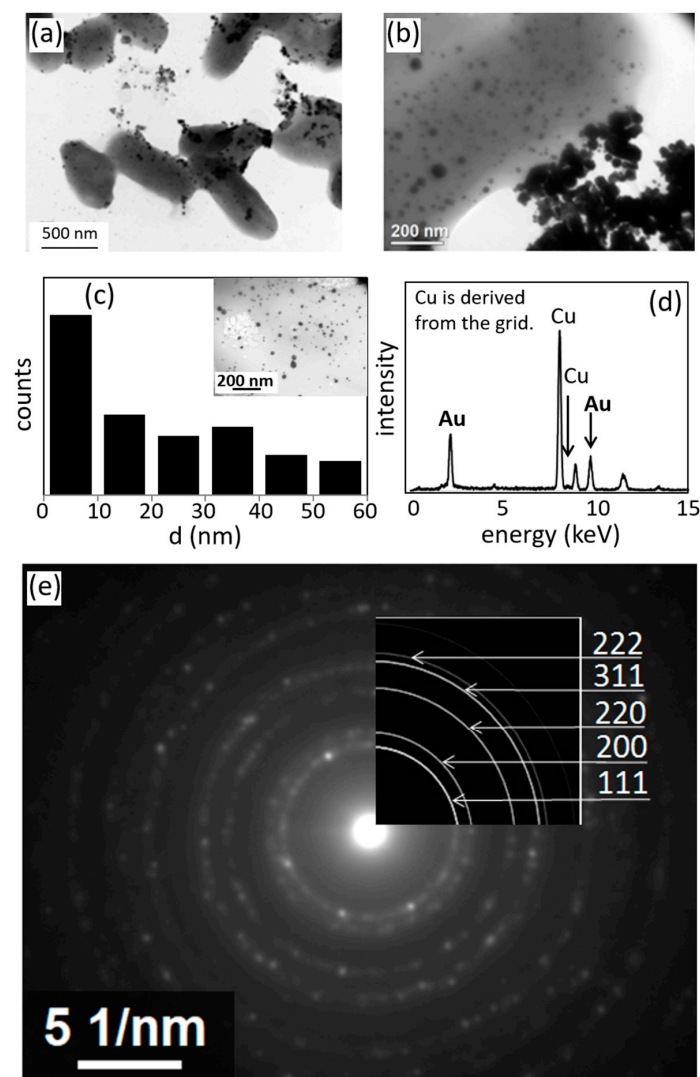 (a)
500 nm
(b)
200 nm
(c)
counts
200 nm
0 10 20 30 40 50 60
d (nm)
(d)
Cu is derived
from the grid.
Cu
Cu
Au
Au
intensity
0 5 10 15
energy (keV)
(e)
222
311
220
200
111
5 1/nm